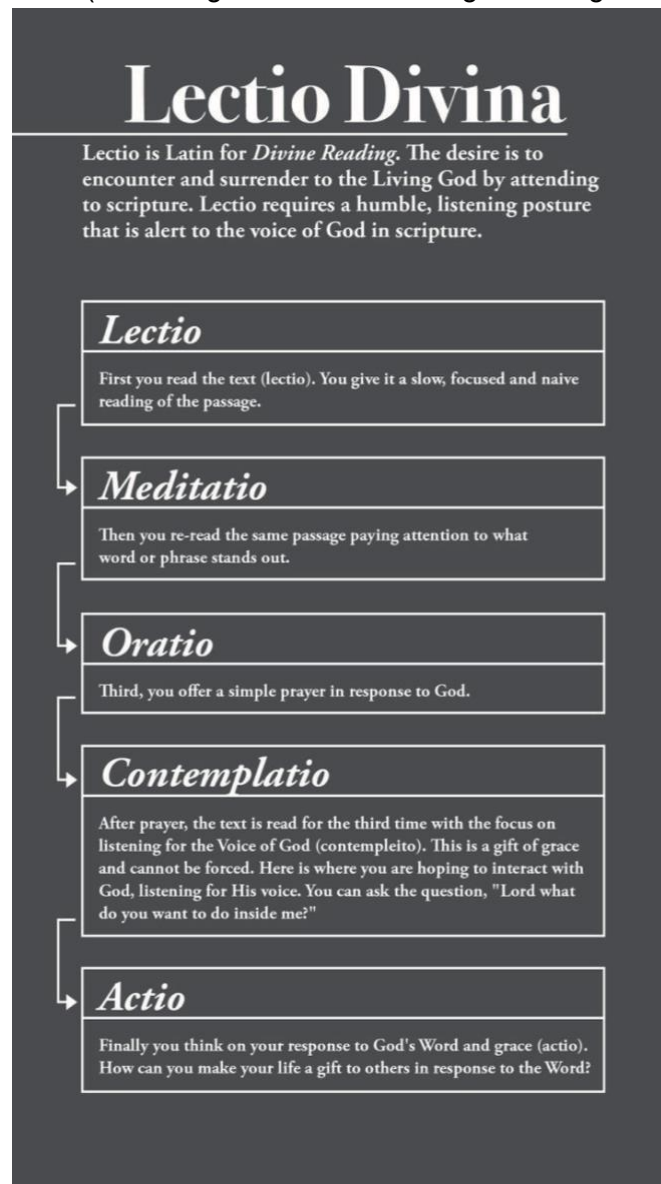 Lectio Divina
Lectio is Latin for Divine Reading. The desire is to
encounter and surrender to the Living God by attending
to scripture. Lectio requires a humble, listening posture
that is alert to the voice of God in scripture.
Lectio
First you read the text (lectio). You give it a slow, focused and naive
reading of the passage.
Meditatio
Then you re-read the same passage paying attention to what
word or phrase stands out.
Oratio
Third, you offer a simple prayer in response to God.
Contemplatio
After prayer, the text is read for the third time with the focus on
listening for the Voice of God (contempleito). This is a gift of grace
and cannot be forced. Here is where you are hoping to interact with
God, listening for His voice. You can ask the question, "Lord what
do you want to do inside me?"
Actio
Finally you think on your response to God's Word and grace (actio).
How can you make your life a gift to others in response to the Word?